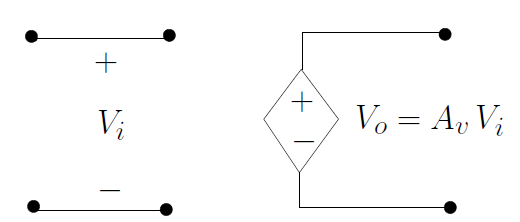 +
V_i
−
+
−
V_o = A_v V_i